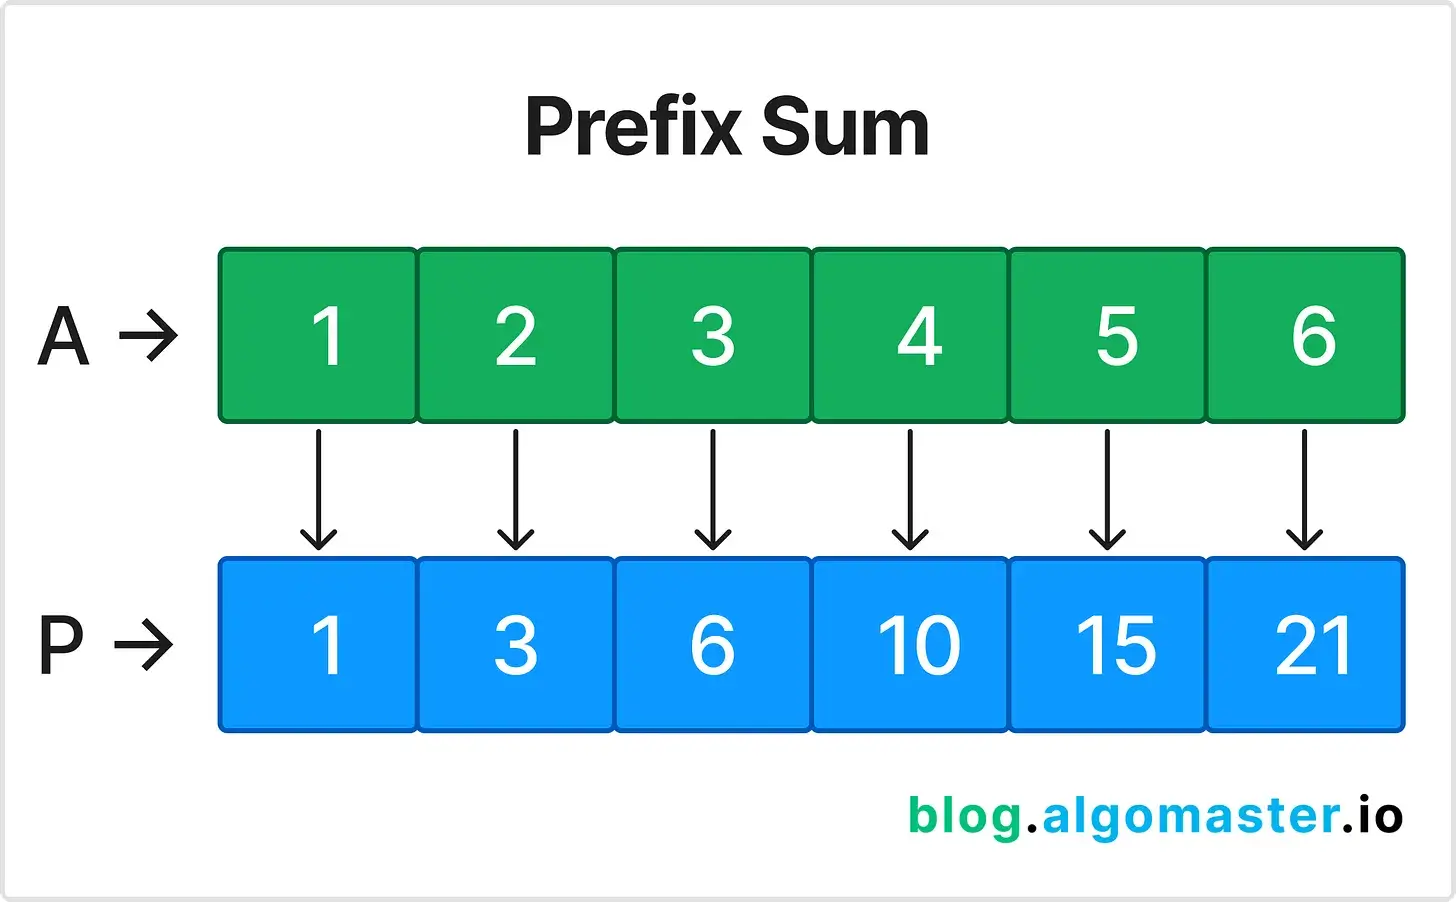 Prefix Sum
A → 1 2 3 4 5 6
P → 1 3 6 10 15 21
blog.algomaster.io